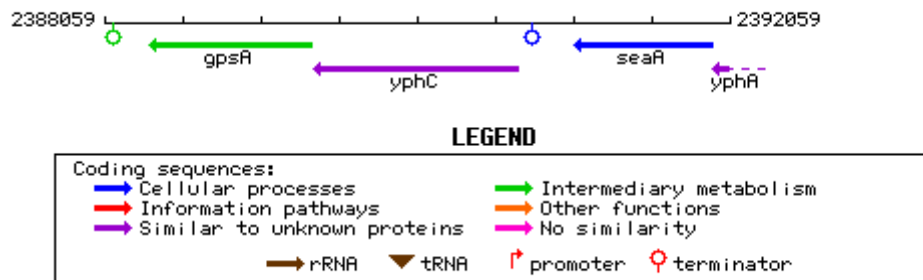 2388059 2392059
gpsA seaA
yphC yphA
LEGEND
Coding sequences:
Cellular processes Intermediary metabolism
Information pathways Other functions
Similar to unknown proteins No similarity
rRNA tRNA promoter terminator